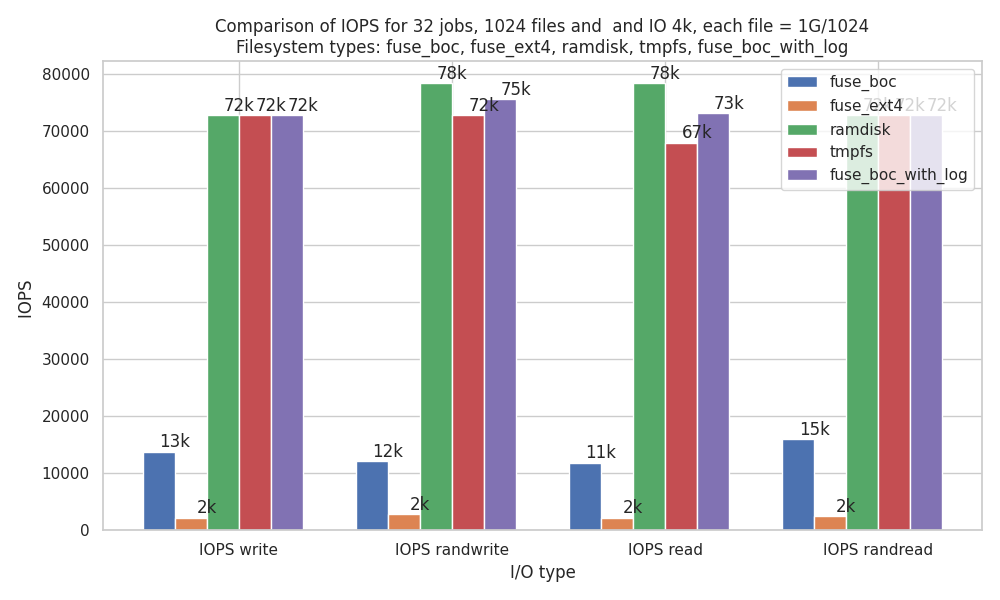 Comparison of IOPS for 32 jobs, 1024 files and  and IO 4k, each file = 1G/1024
Filesystem types: fuse_boc, fuse_ext4, ramdisk, tmpfs, fuse_boc_with_log
80000
70000
60000
50000
40000
30000
20000
10000
0
IOPS
13k
2k
72k
72k
72k
12k
2k
78k
72k
75k
11k
2k
78k
67k
73k
15k
2k
72k
72k
72k
fuse_boc
fuse_ext4
ramdisk
tmpfs
fuse_boc_with_log
IOPS write
IOPS randwrite
IOPS read
IOPS randread
I/O type